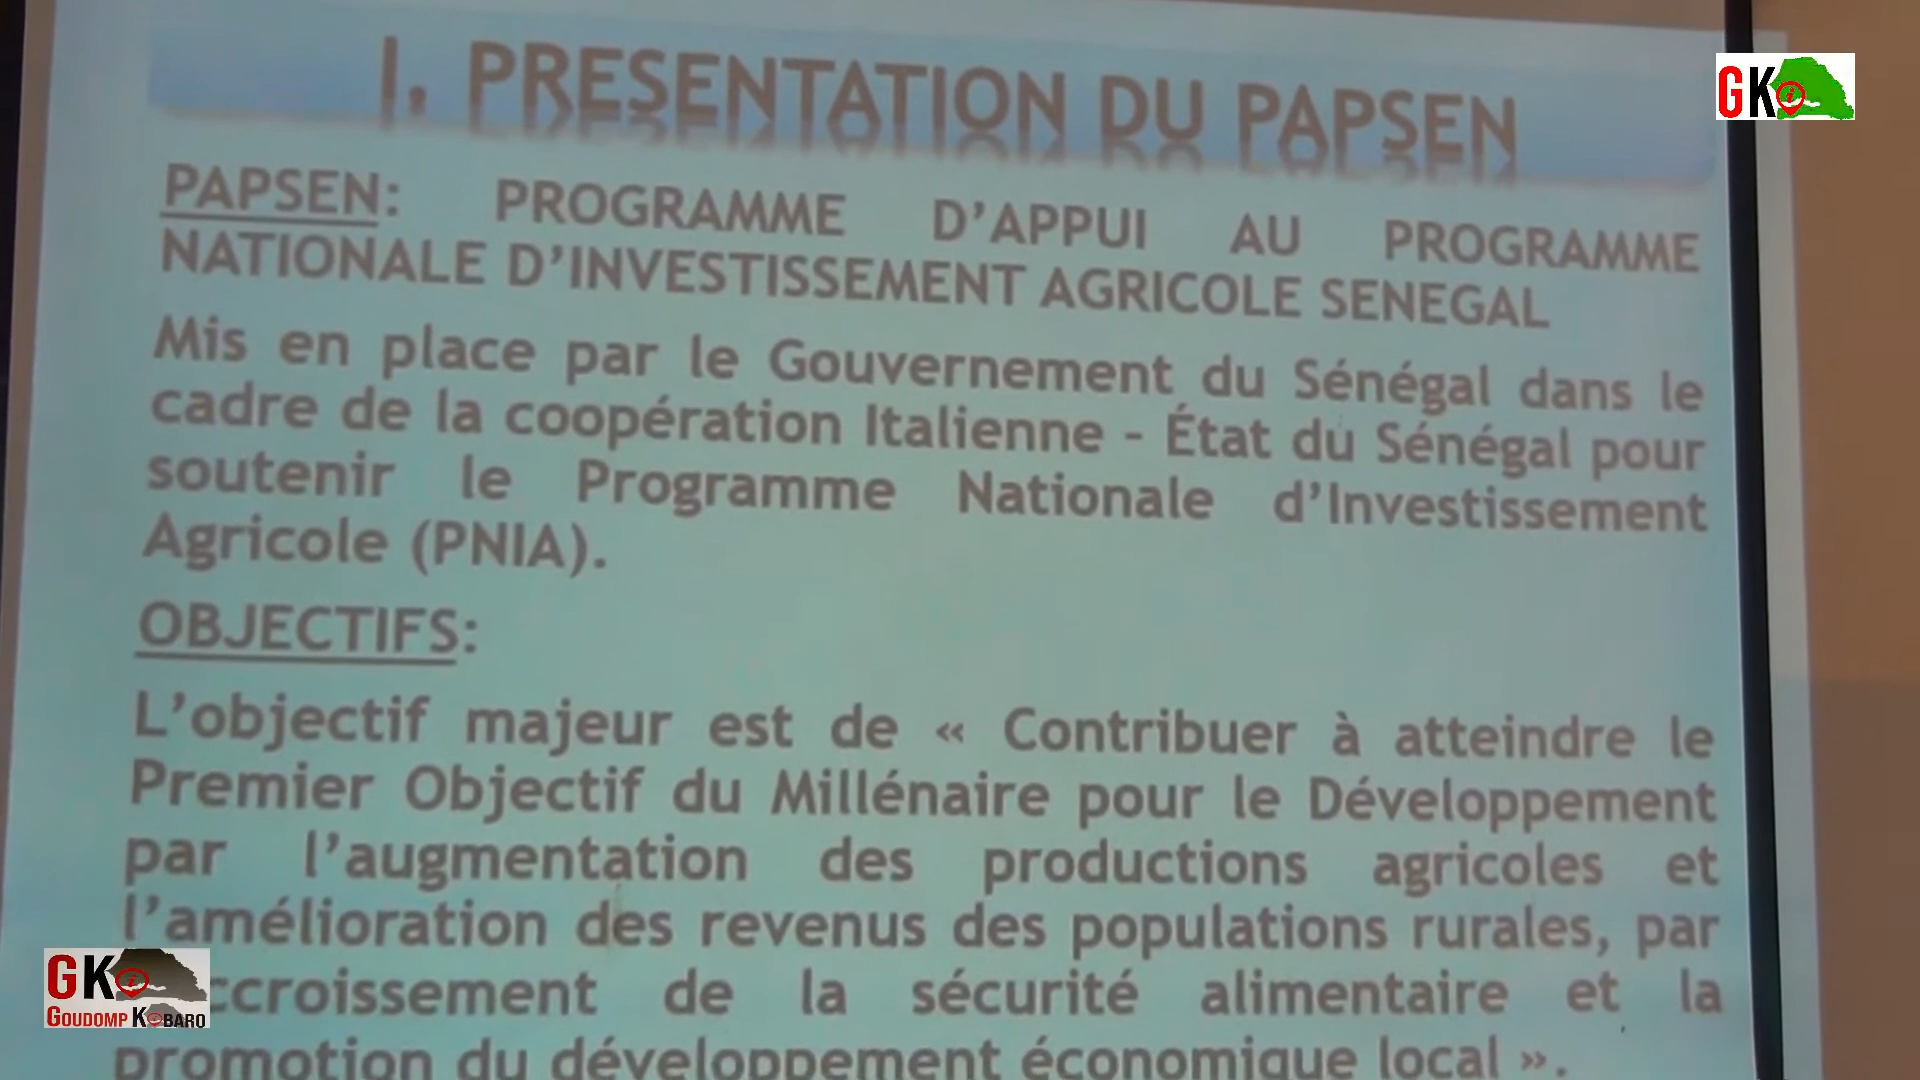 I. PRESENTATION DU PAPSEN
GK
PAPSEN: PROGRAMME D'APPUI AU PROGRAMME
NATIONALE D'INVESTISSEMENT AGRICOLE SENEGAL
Mis en place par le Gouvernement du Sénégal dans le
cadre de la coopération Italienne - État du Sénégal pour
soutenir le Programme Nationale d'Investissement
Agricole (PNIA).
OBJECTIFS:
L'objectif majeur est de « Contribuer à atteindre le
Premier Objectif du Millénaire pour le Développement
par l'augmentation des productions agricoles et
l'amélioration des revenus des populations rurales, par
ccroissement de la sécurité alimentaire et la
promotion du développement économique local ».
GK
GOUDOMP KOBARO